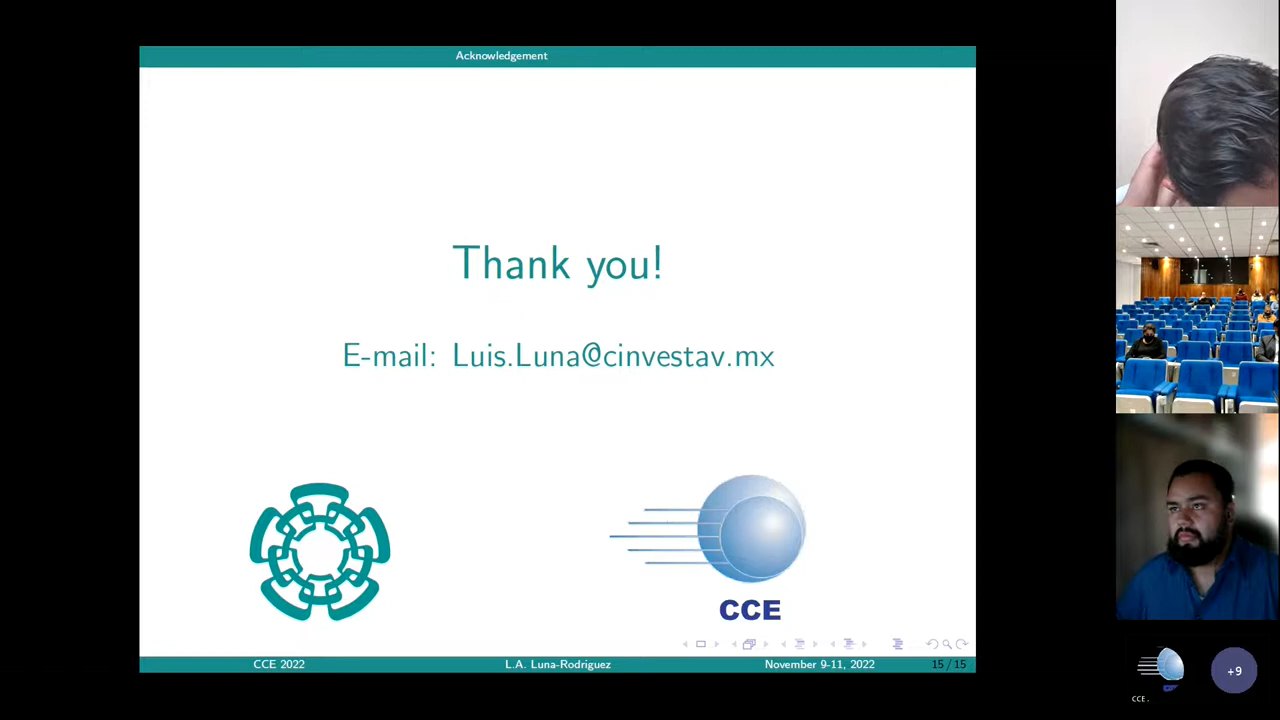 Acknowledgement
Thank you!
E-mail: Luis.Luna@cinvestav.mx
CCE
CCE 2022
L.A. Luna-Rodriguez
November 9-11, 2022
15 / 15
+9
CCE.